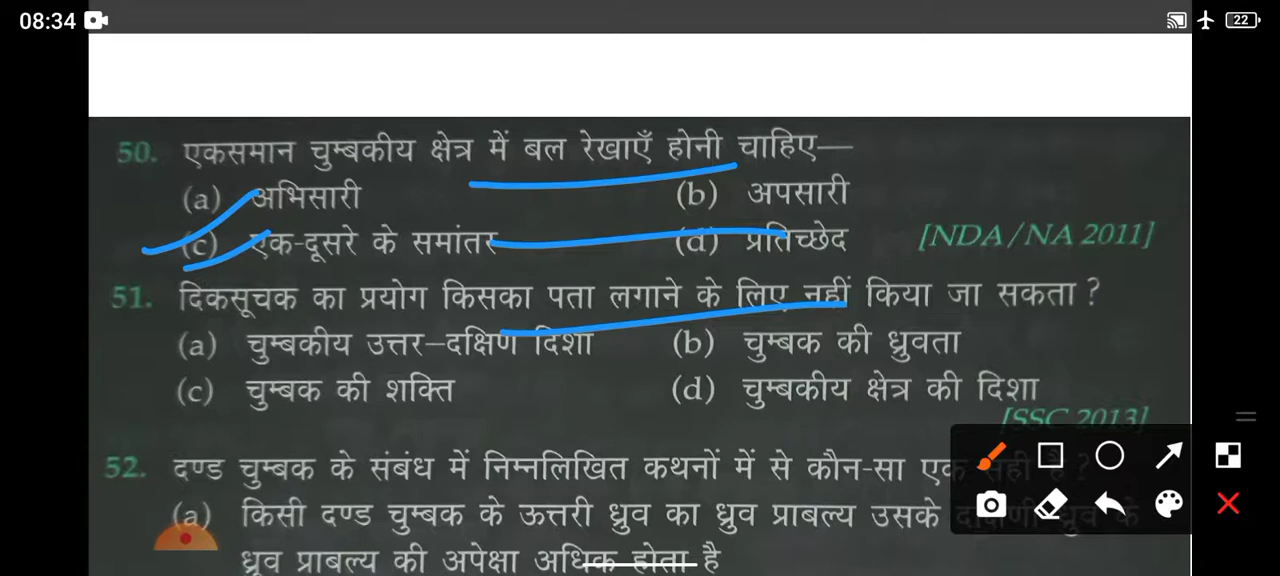 08:34
22
50. एकसमान चुम्बकीय क्षेत्र में बल रेखाएँ होनी चाहिए—
(a) अभिसारी (b) अपसारी
(c) एक-दूसरे के समांतर (d) प्रतिच्छेद [NDA/NA 2011]
51. दिकसूचक का प्रयोग किसका पता लगाने के लिए नहीं किया जा सकता ?
(a) चुम्बकीय उत्तर–दक्षिण दिशा (b) चुम्बक की ध्रुवता
(c) चुम्बक की शक्ति (d) चुम्बकीय क्षेत्र की दिशा
[SSC 2013]
52. दण्ड चुम्बक के संबंध में निम्नलिखित कथनों में से कौन-सा एक सही है ?
(a) किसी दण्ड चुम्बक के ऊत्तरी ध्रुव का ध्रुव प्राबल्य उसके
ध्रुव प्राबल्य की अपेक्षा अधिक होता है